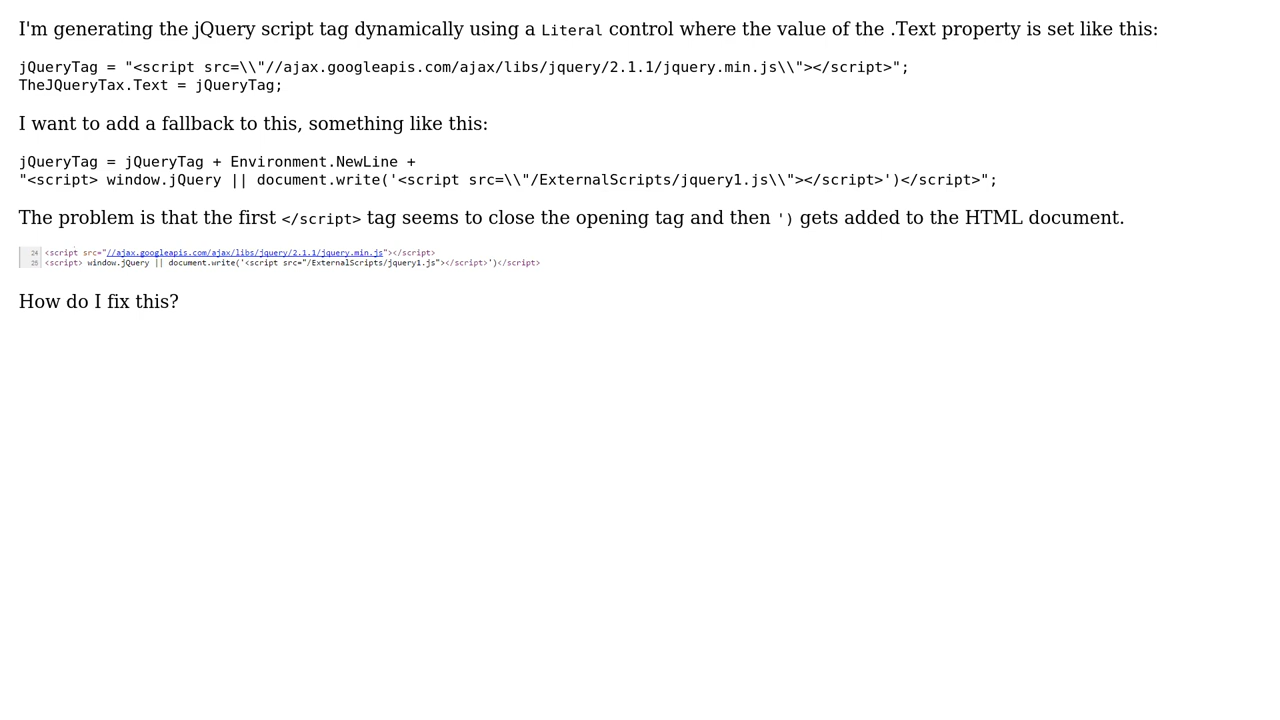 I'm generating the jQuery script tag dynamically using a Literal control where the value of the .Text property is set like this:
jQueryTag = "<script src=\\"//ajax.googleapis.com/ajax/libs/jquery/2.1.1/jquery.min.js\\"></script>";
TheJQueryTax.Text = jQueryTag;
I want to add a fallback to this, something like this:
jQueryTag = jQueryTag + Environment.NewLine +
"<script> window.jQuery || document.write('<script src=\\"/ExternalScripts/jquery1.js\\"></script>')</script>";
The problem is that the first </script> tag seems to close the opening tag and then ') gets added to the HTML document.
24 <script src="//ajax.googleapis.com/ajax/libs/jquery/2.1.1/jquery.min.js"></script>
25 <script> window.jQuery || document.write('<script src="/ExternalScripts/jquery1.js"></script>')</script>
How do I fix this?